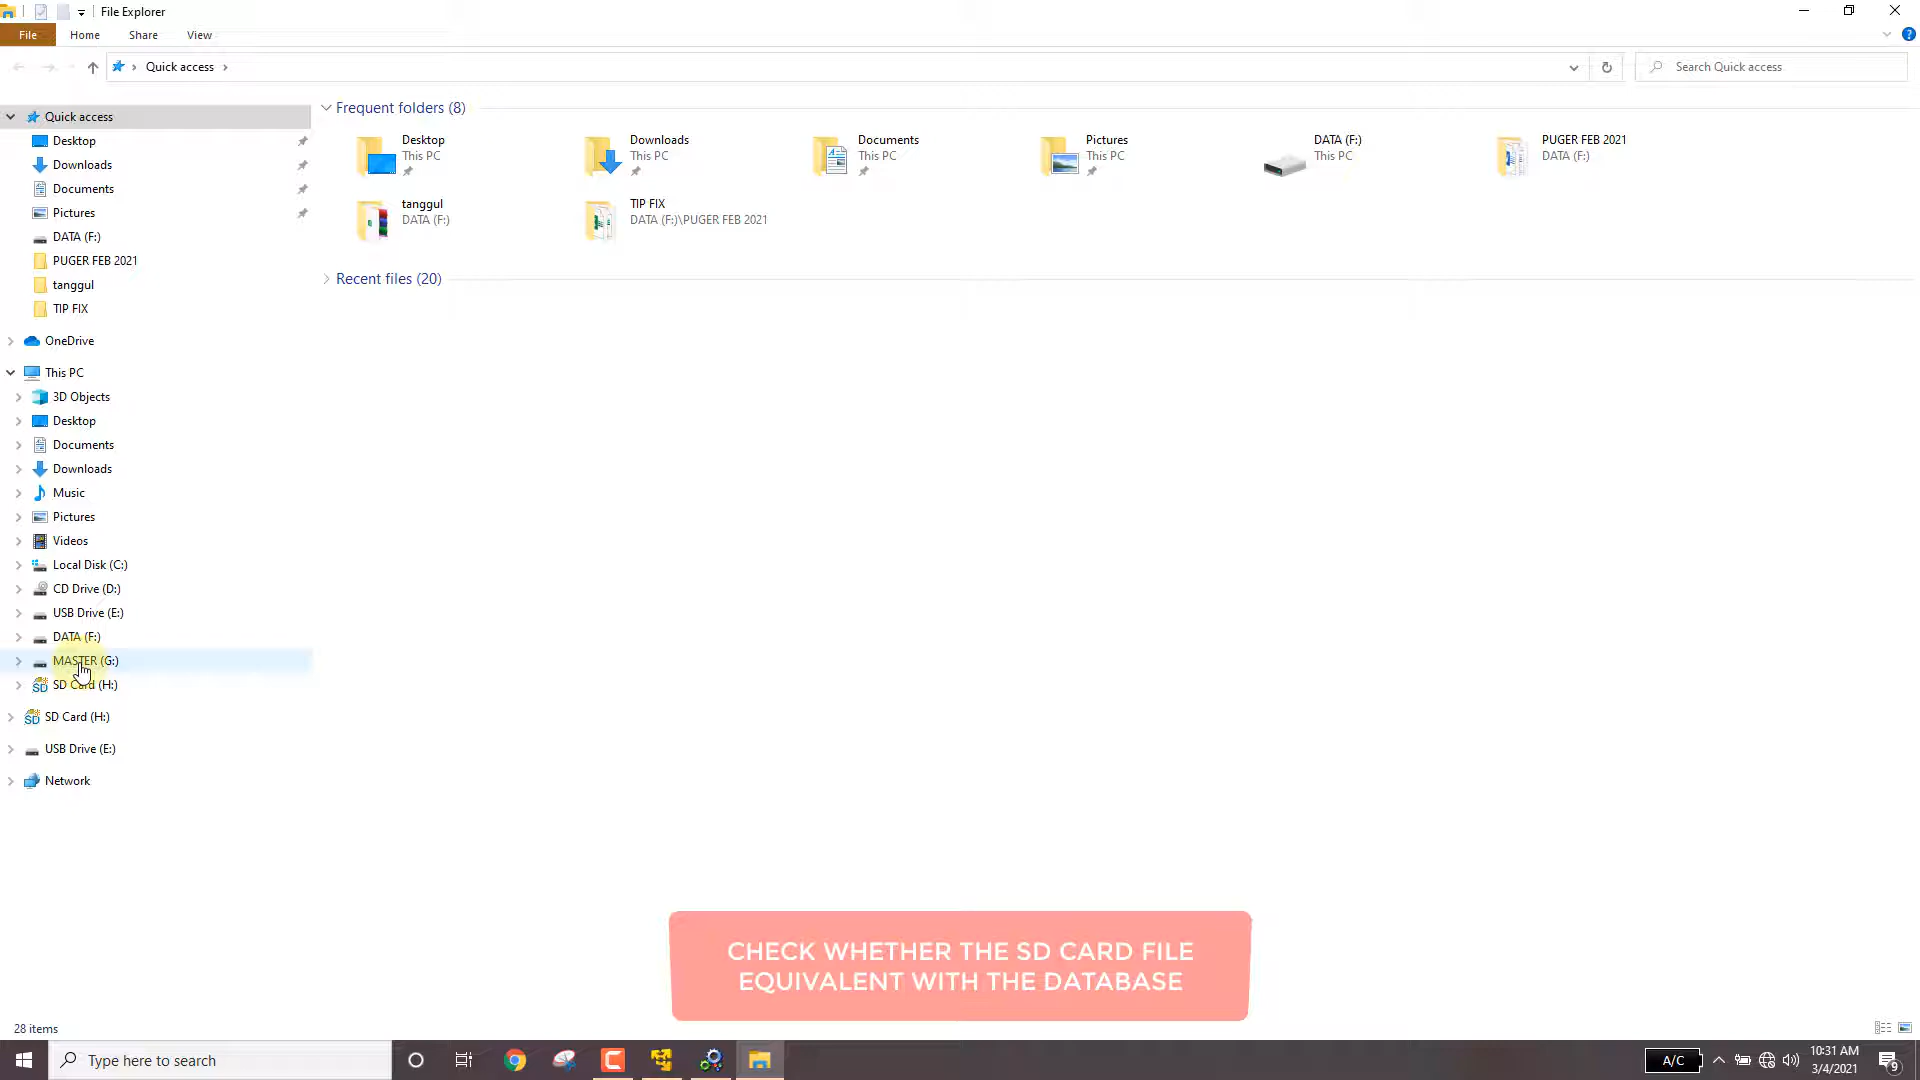 File Explorer
File
Home
Share
View
Quick access
Search Quick access
Quick access
Desktop
Downloads
Documents
Pictures
DATA (F:)
PUGER FEB 2021
tanggul
TIP FIX
OneDrive
This PC
3D Objects
Desktop
Documents
Downloads
Music
Pictures
Videos
Local Disk (C:)
CD Drive (D:)
USB Drive (E:)
DATA (F:)
MASTER (G:)
SD Card (H:)
SD Card (H:)
USB Drive (E:)
Network
Frequent folders (8)
Desktop
This PC
Downloads
This PC
Documents
This PC
Pictures
This PC
DATA (F:)
This PC
PUGER FEB 2021
DATA (F:)
tanggul
DATA (F:)
TIP FIX
DATA (F:)\PUGER FEB 2021
Recent files (20)
CHECK WHETHER THE SD CARD FILE
EQUIVALENT WITH THE DATABASE
28 items
Type here to search
A/C
10:31 AM
3/4/2021
9